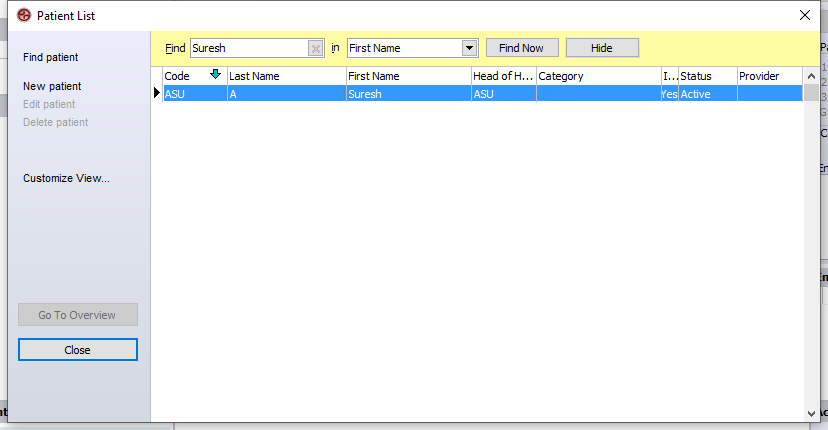 Patient List
Find patient
New patient
Edit patient
Delete patient
Customize View...
Go To Overview
Close
Find Suresh in First Name Find Now Hide
Code Last Name First Name Head of H... Category I... Status Provider
ASU A Suresh ASU Yes Active